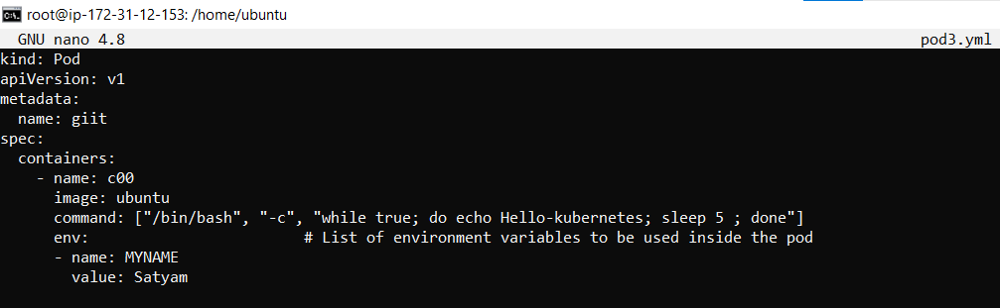 root@ip-172-31-12-153: /home/ubuntu
GNU nano 4.8 pod3.yml
kind: Pod
apiVersion: v1
metadata:
  name: giit
spec:
  containers:
    - name: c00
      image: ubuntu
      command: ["/bin/bash", "-c", "while true; do echo Hello-kubernetes; sleep 5 ; done"]
      env:                        # List of environment variables to be used inside the pod
      - name: MYNAME
        value: Satyam